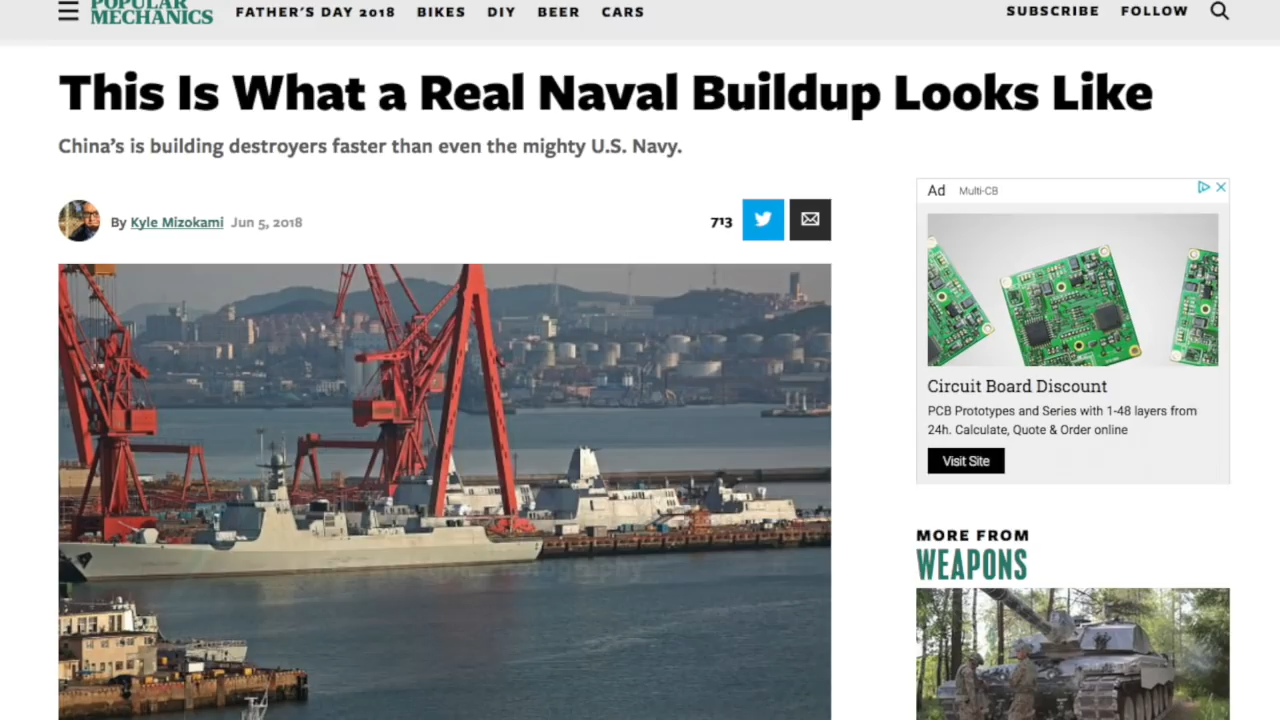 POPULAR
MECHANICS
FATHER'S DAY 2018 BIKES DIY BEER CARS
SUBSCRIBE FOLLOW
This Is What a Real Naval Buildup Looks Like
China's is building destroyers faster than even the mighty U.S. Navy.
By Kyle Mizokami Jun 5, 2018
713
Ad Multi-CB
Circuit Board Discount
PCB Prototypes and Series with 1-48 layers from
24h. Calculate, Quote & Order online
Visit Site
MORE FROM
WEAPONS